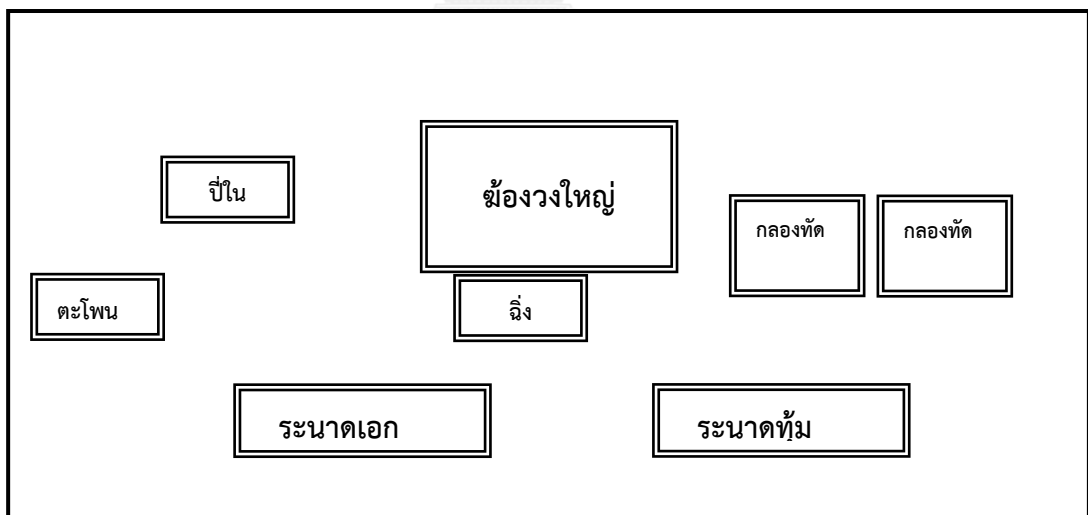 ปี่ใน
ฆ้องวงใหญ่
กลองทัด
กลองทัด
ตะโพน
ฉิ่ง
ระนาดเอก
ระนาดทุ้ม